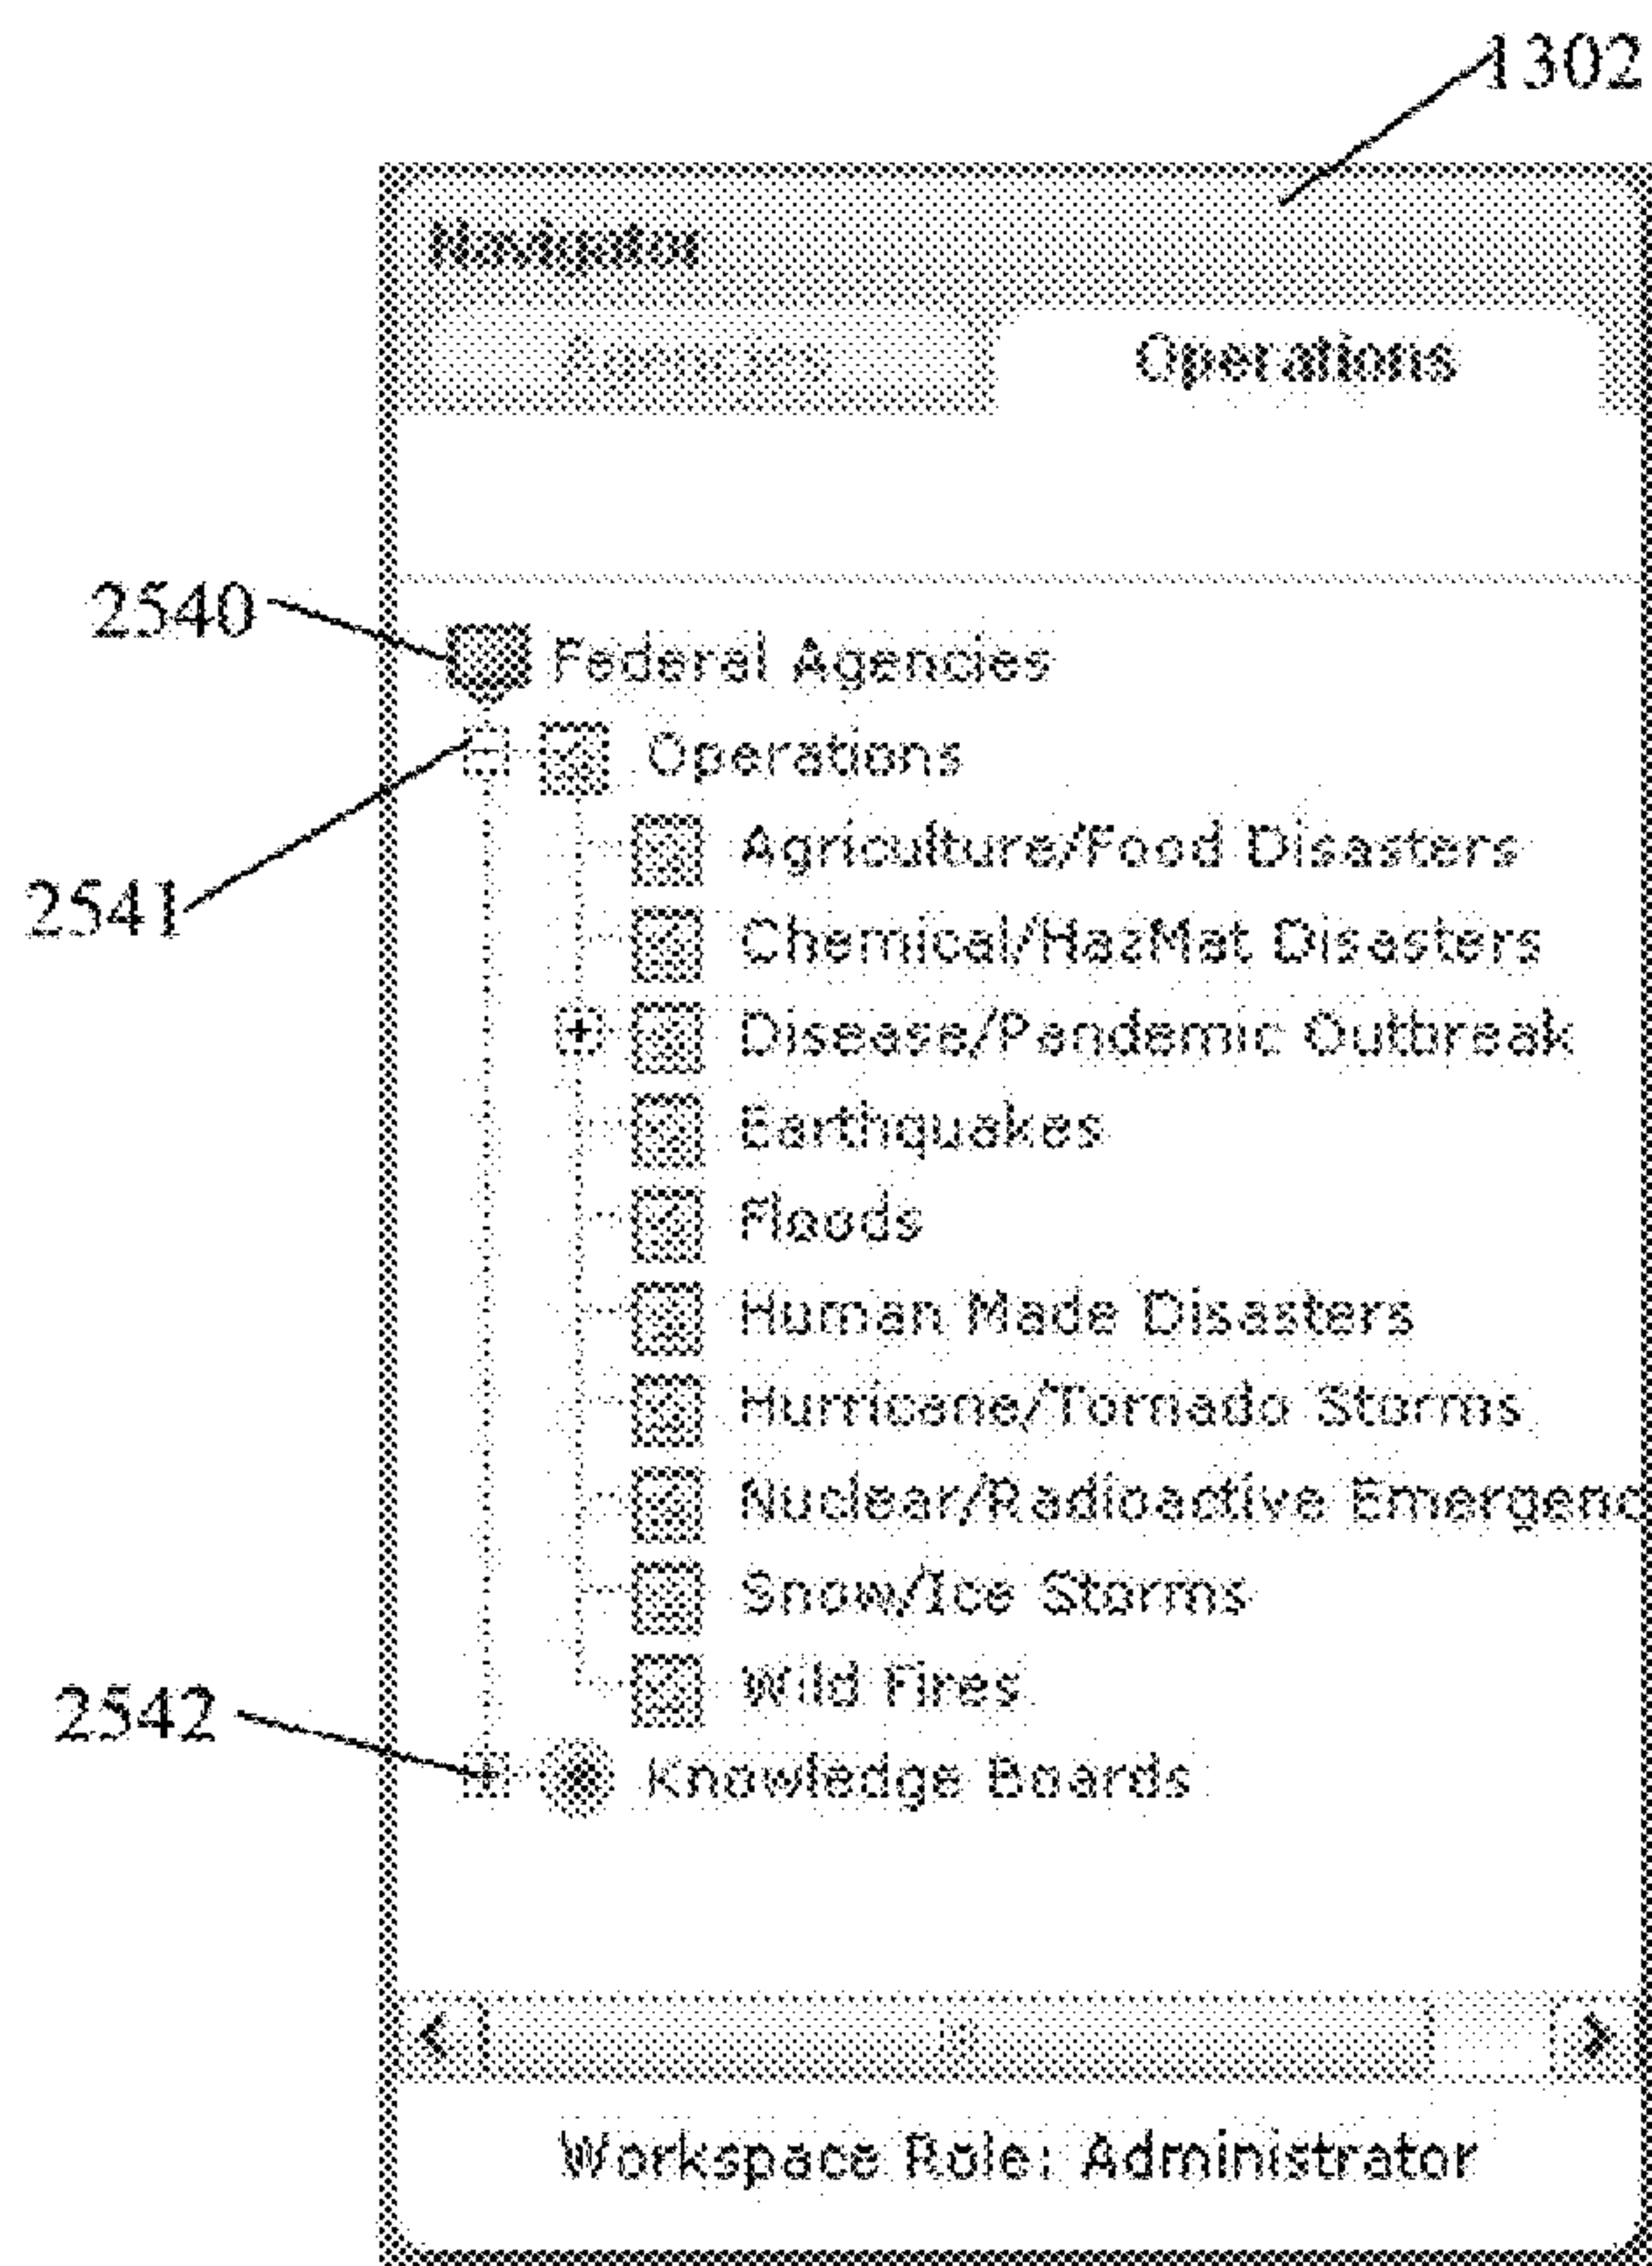 1302
Navigator
Agencies Operations
2540
Federal Agencies
Operations
2541
Agriculture/Food Disasters
Chemical/HazMat Disasters
Disease/Pandemic Outbreak
Earthquakes
Floods
Human Made Disasters
Hurricane/Tornado Storms
Nuclear/Radioactive Emergenc
Snow/Ice Storms
Wild Fires
2542
Knowledge Boards
Workspace Role: Administrator